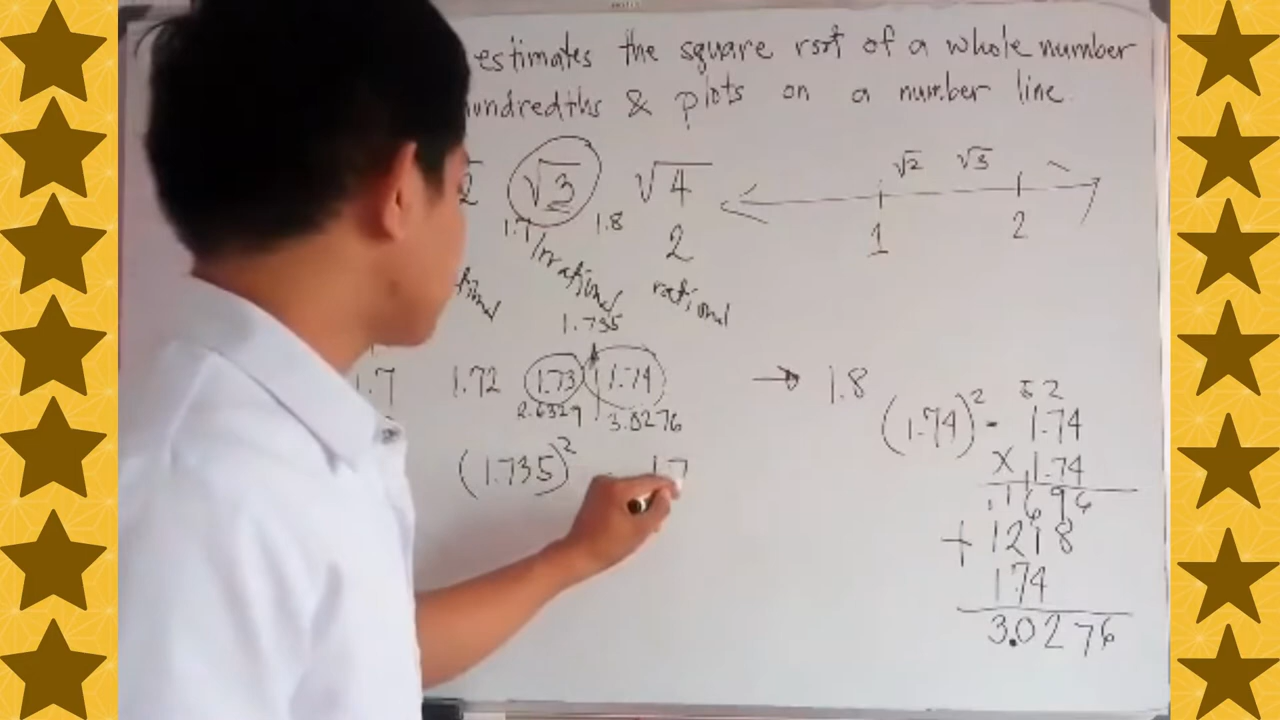 estimates the square root of a whole number
hundredths & plots on a number line.
2 √3 √4
√2 √3
1.7 1.8 2
1 2
Irrational rational
1.735
1.7 1.72 1.73 1.74 → 1.8
2.6329 3.0276
(1.735)² 1.7
(1.74)² = 1.74
52
x 1.74
1696
+ 1218
174
3.0276